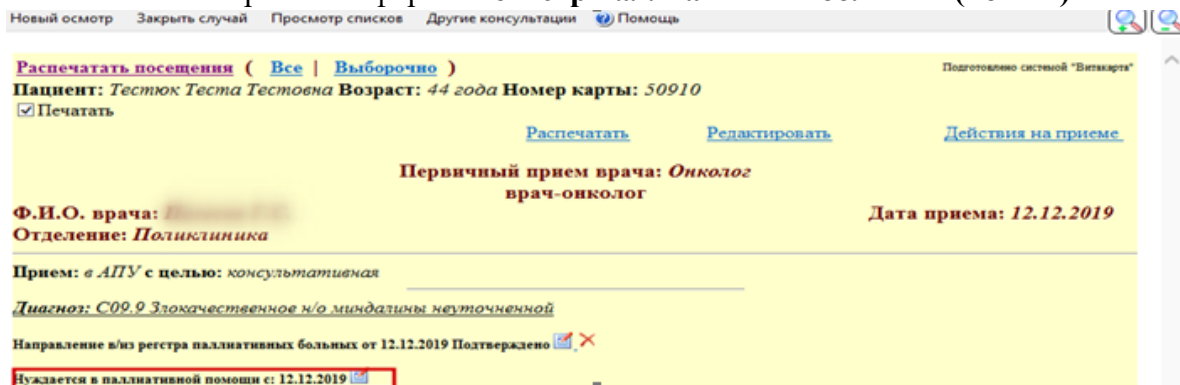 Новый осмотр Закрыть случай Просмотр списков Другие консультации Помощь
Распечатать посещения ( Все | Выборочно )
Подготовлено системой "Витакарта"
Пациент: Тестюк Теста Тестовна Возраст: 44 года Номер карты: 50910
Печатать
Распечатать Редактировать Действия на приеме
Первичный прием врача: Онколог
врач-онколог
Ф.И.О. врача:
Дата приема: 12.12.2019
Отделение: Поликлиника
Прием: в АПУ с целью: консультативная
Диагноз: C09.9 Злокачественное н/о миндалины неуточненной
Направление в/из регстра паллиативных больных от 12.12.2019 Подтверждено
Нуждается в паллиативной помощи с: 12.12.2019